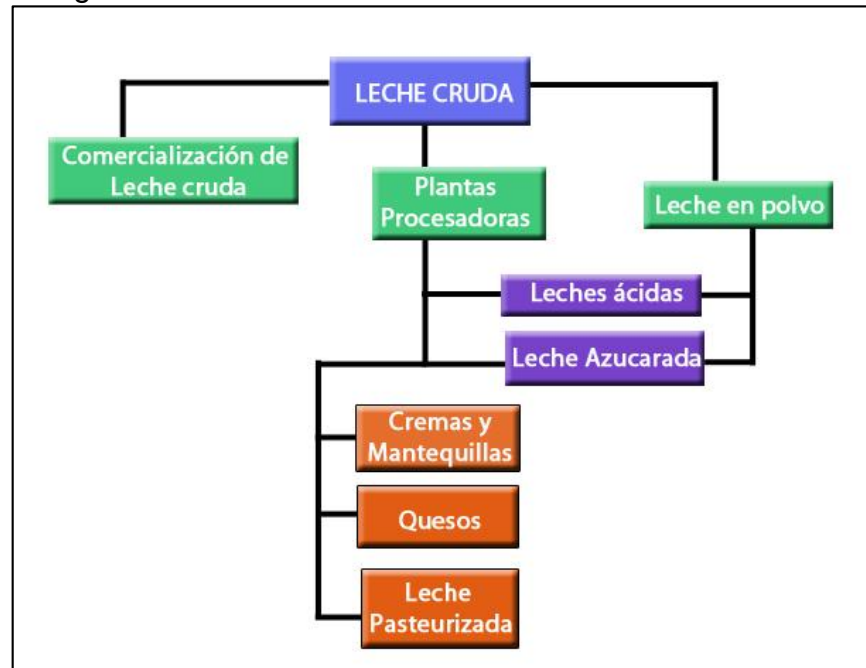 LECHE CRUDA
Comercialización de
Leche cruda
Plantas
Procesadoras
Leche en polvo
Leches ácidas
Leche Azucarada
Cremas y
Mantequillas
Quesos
Leche
Pasteurizada